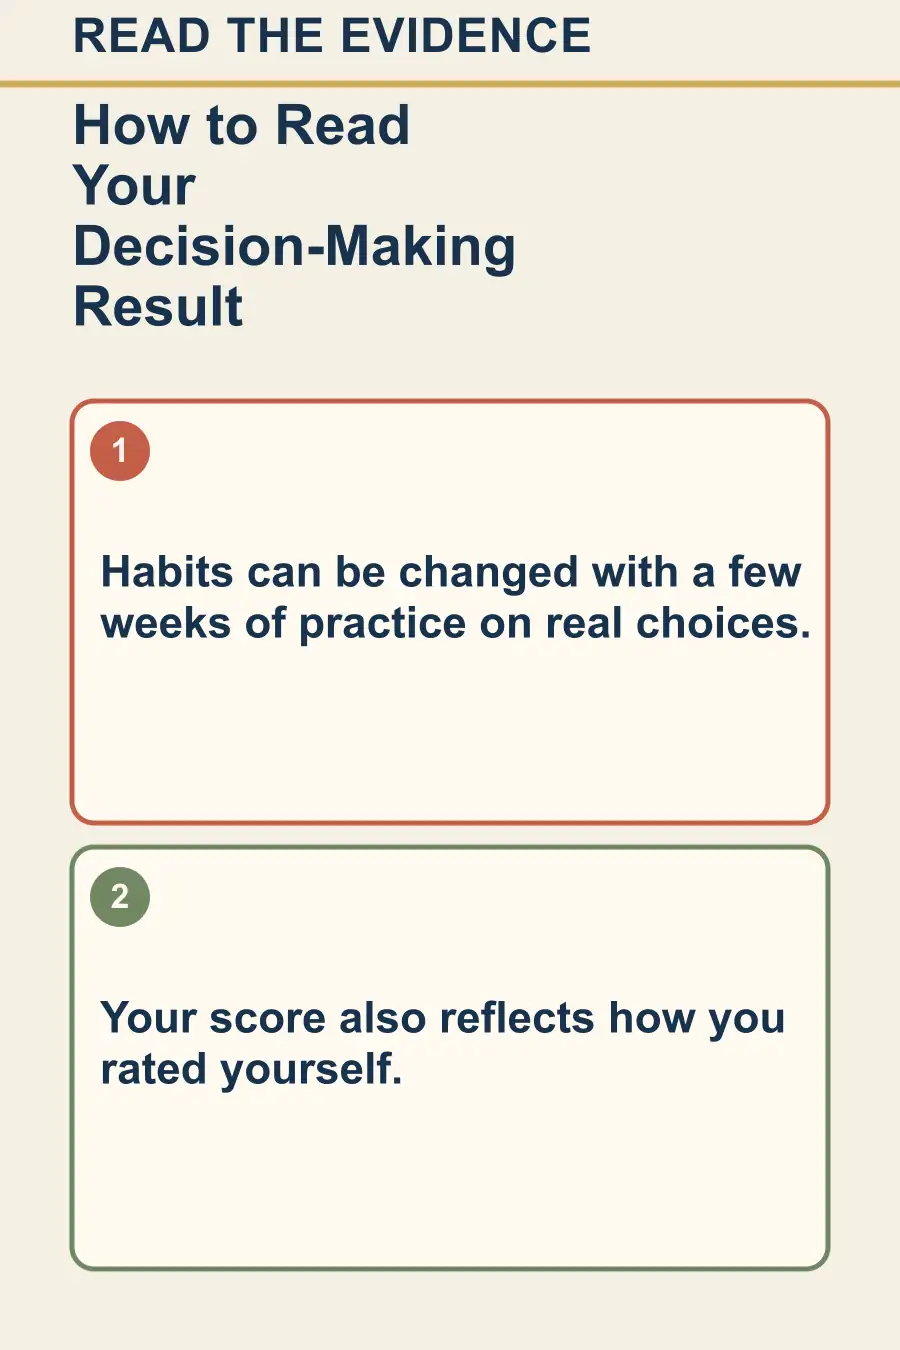 READ THE EVIDENCE
How to Read
Your
Decision-Making
Result
1
Habits can be changed with a few
weeks of practice on real choices.
2
Your score also reflects how you
rated yourself.